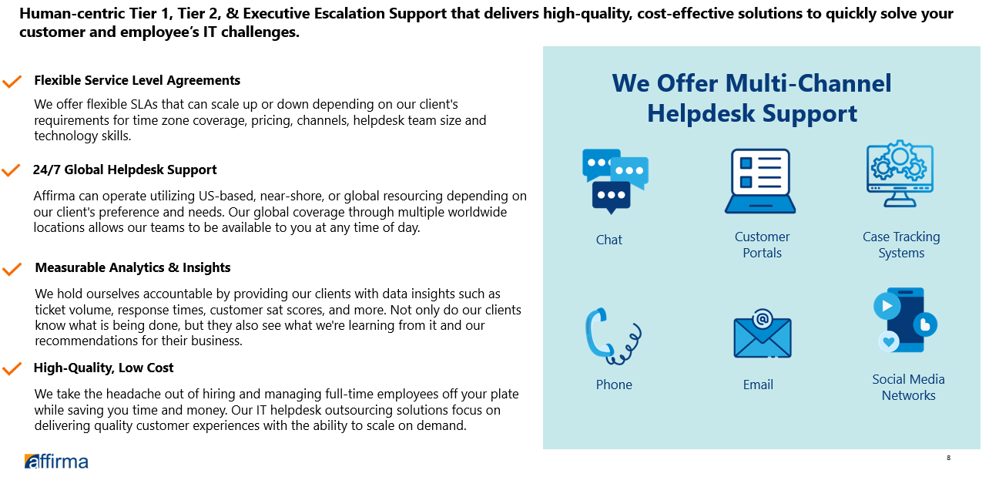 Human-centric Tier 1, Tier 2, & Executive Escalation Support that delivers high-quality, cost-effective solutions to quickly solve your
customer and employee’s IT challenges.
Flexible Service Level Agreements
We offer flexible SLAs that can scale up or down depending on our client's
requirements for time zone coverage, pricing, channels, helpdesk team size and
technology skills.
24/7 Global Helpdesk Support
Affirma can operate utilizing US-based, near-shore, or global resourcing depending on
our client's preference and needs. Our global coverage through multiple worldwide
locations allows our teams to be available to you at any time of day.
Measurable Analytics & Insights
We hold ourselves accountable by providing our clients with data insights such as
ticket volume, response times, customer sat scores, and more. Not only do our clients
know what is being done, but they also see what we're learning from it and our
recommendations for their business.
High-Quality, Low Cost
We take the headache out of hiring and managing full-time employees off your plate
while saving you time and money. Our IT helpdesk outsourcing solutions focus on
delivering quality customer experiences with the ability to scale on demand.
We Offer Multi-Channel
Helpdesk Support
Chat
Customer
Portals
Case Tracking
Systems
Phone
@
Email
Social Media
Networks
affirma
8